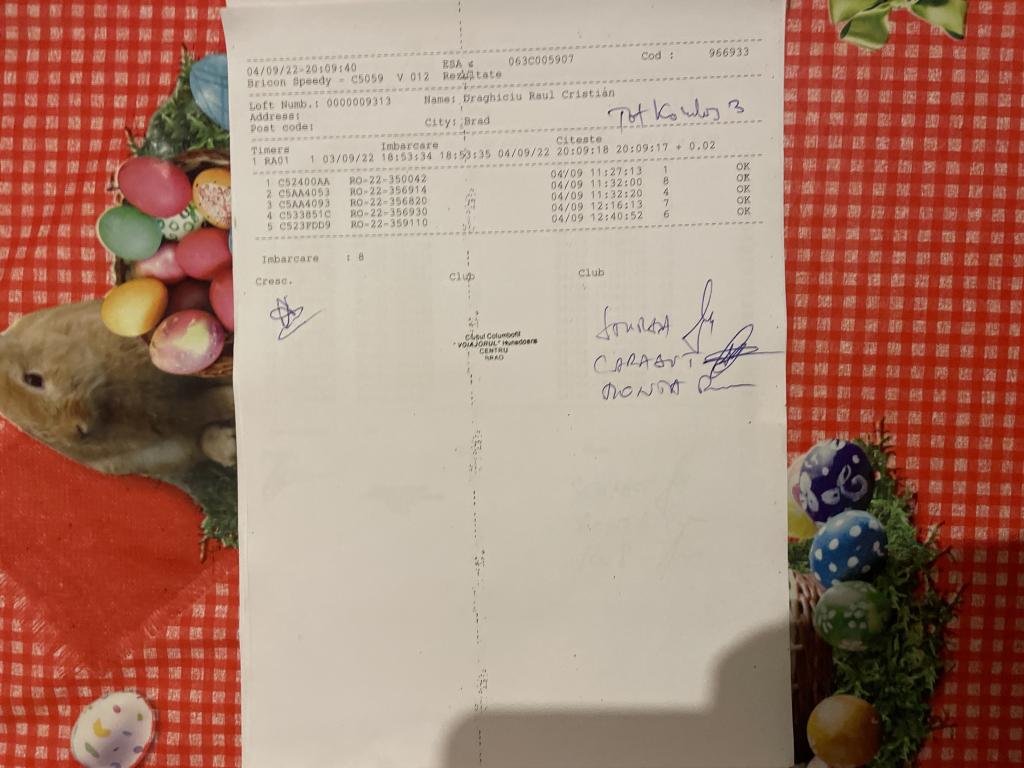 04/09/22-20:09:40 ESA : 063C005907 Cod : 966933
Bricon Speedy - C5059 V 012 Rezultate
Loft Numb.: 0000009313 Name: Draghiciu Raul Cristian
Address:
Post code: City: Brad
Tot 3
Timers Imbarcare Citeste
1 RA01 1 03/09/22 18:53:34 18:53:35 04/09/22 20:09:18 20:09:17 + 0.02
1 C52400AA RO-22-350042 04/09 11:27:13 1 OK
2 C5AA4053 RO-22-356914 04/09 11:32:00 8 OK
3 C5AA4093 RO-22-356820 04/09 11:32:20 4 OK
4 C533851C RO-22-356930 04/09 12:16:13 7 OK
5 C523FDD9 RO-22-359110 04/09 12:40:52 6 OK
Imbarcare : 8
Cresc. Club Club
Clubul Columbofil
"VOIAJORUL" Hunedoara
CENTRU
BRAD